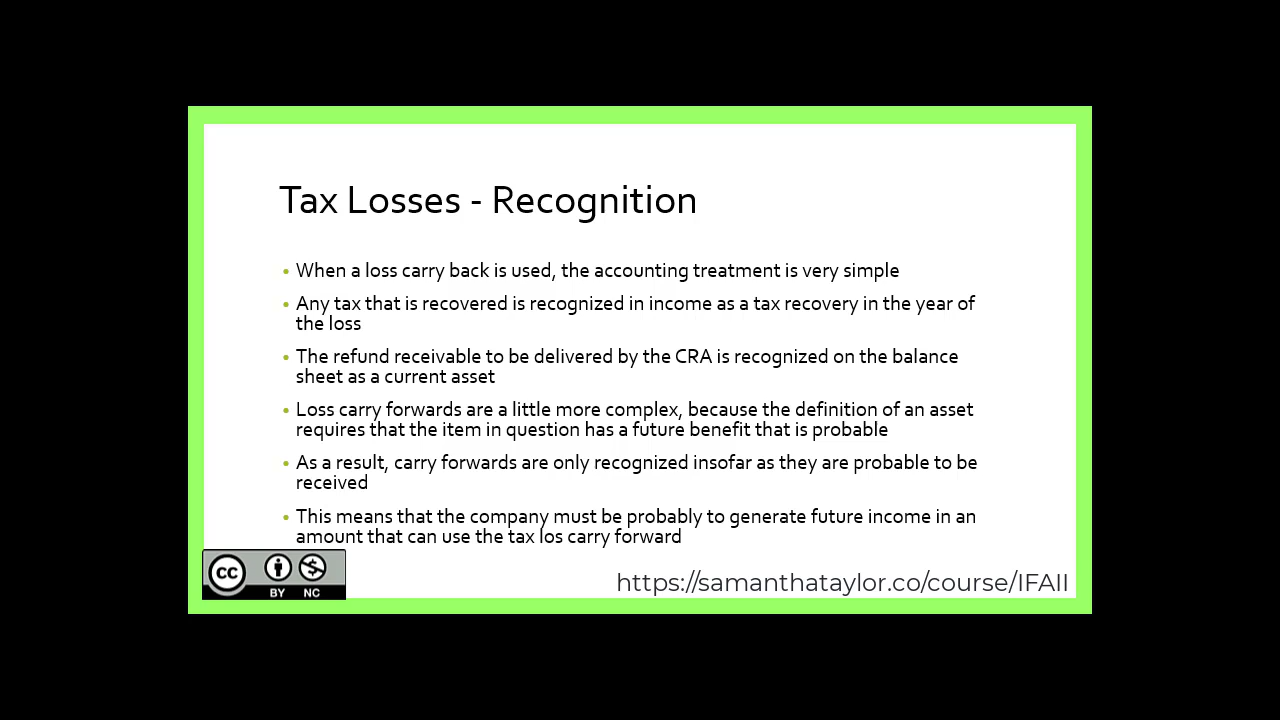 Tax Losses - Recognition
• When a loss carry back is used, the accounting treatment is very simple
• Any tax that is recovered is recognized in income as a tax recovery in the year of
the loss
• The refund receivable to be delivered by the CRA is recognized on the balance
sheet as a current asset
• Loss carry forwards are a little more complex, because the definition of an asset
requires that the item in question has a future benefit that is probable
• As a result, carry forwards are only recognized insofar as they are probable to be
received
• This means that the company must be probably to generate future income in an
amount that can use the tax los carry forward
cc
BY NC
https://samanthataylor.co/course/IFAII